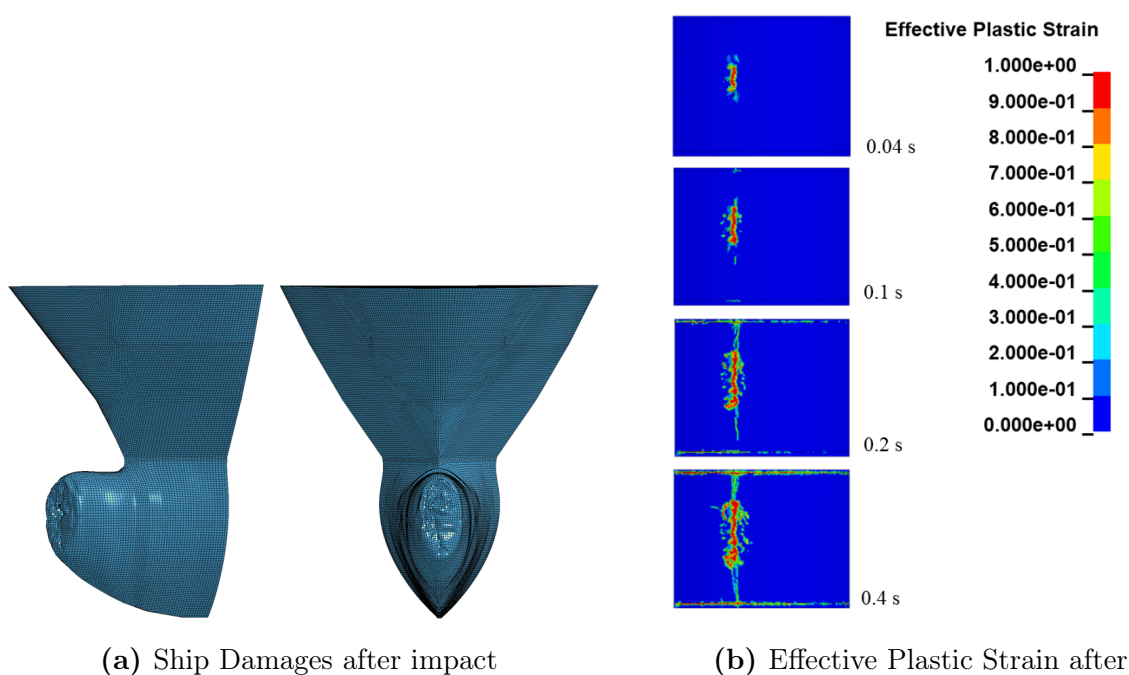 Effective Plastic Strain
1.000e+00
9.000e-01
8.000e-01
7.000e-01
6.000e-01
5.000e-01
4.000e-01
3.000e-01
2.000e-01
1.000e-01
0.000e+00
0.04 s
0.1 s
0.2 s
0.4 s
(a) Ship Damages after impact
(b) Effective Plastic Strain after